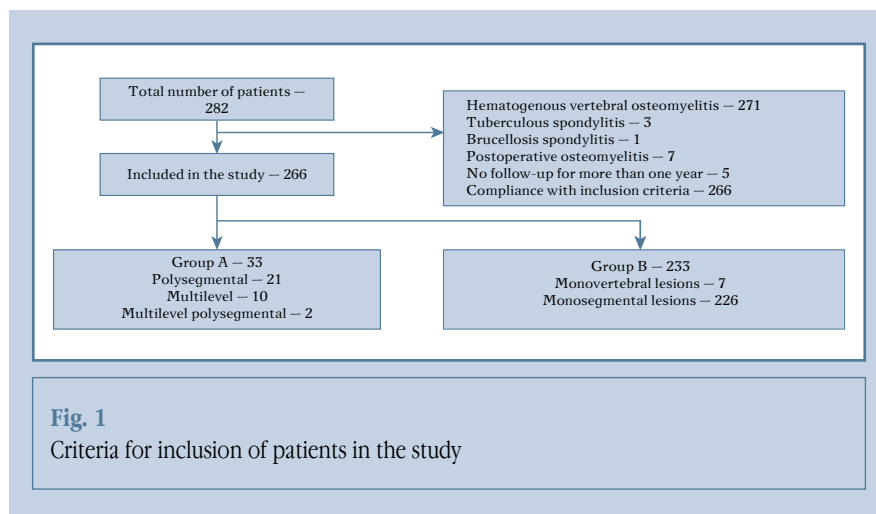 Total number of patients —
282
Hematogenous vertebral osteomyelitis — 271
Tuberculous spondylitis — 3
Brucellosis spondylitis — 1
Postoperative osteomyelitis — 7
No follow-up for more than one year — 5
Compliance with inclusion criteria — 266
Included in the study — 266
Group A — 33
Polysegmental — 21
Multilevel — 10
Multilevel polysegmental — 2
Group B — 233
Monovertebral lesions — 7
Monosegmental lesions — 226
Fig. 1
Criteria for inclusion of patients in the study